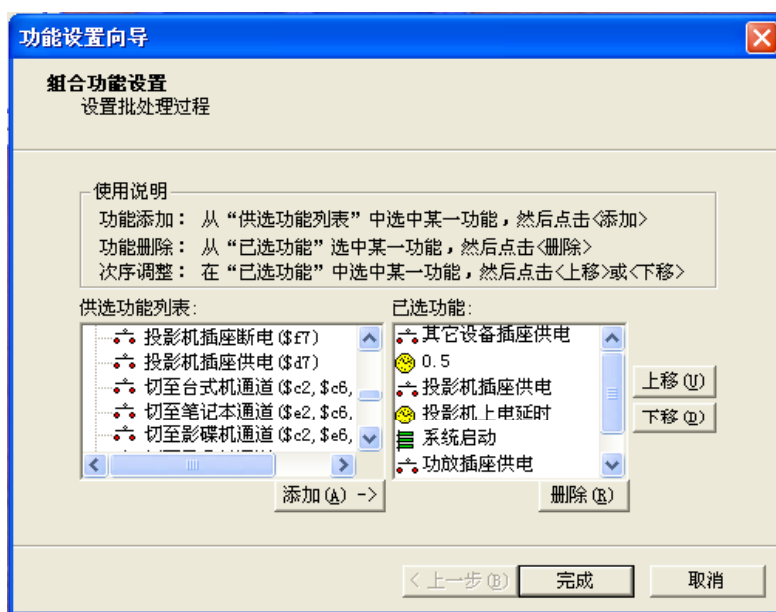 功能设置向导
组合功能设置
设置批处理过程
使用说明
功能添加： 从“供选功能列表”中选中某一功能，然后点击<添加>
功能删除： 从“已选功能”选中某一功能，然后点击<删除>
次序调整： 在“已选功能”中选中某一功能，然后点击<上移>或<下移>
供选功能列表:
投影机插座断电($f7)
投影机插座供电($d7)
切至台式机通道($c2,$c6,
切至笔记本通道($e2,$c6,
切至影碟机通道($c2,$e6,
添加(A) ->
已选功能:
其它设备插座供电
0.5
投影机插座供电
投影机上电延时
系统启动
功放插座供电
删除(R)
上移(U)
下移(D)
< 上一步(B)
完成
取消